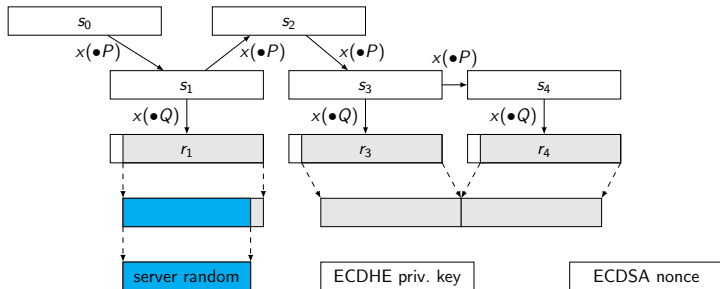 s0 s2
x(●P) x(●P) x(●P) x(●P)
s1 s3 s4
x(●Q) x(●Q) x(●Q)
r1 r3 r4
server random ECDHE priv. key ECDSA nonce